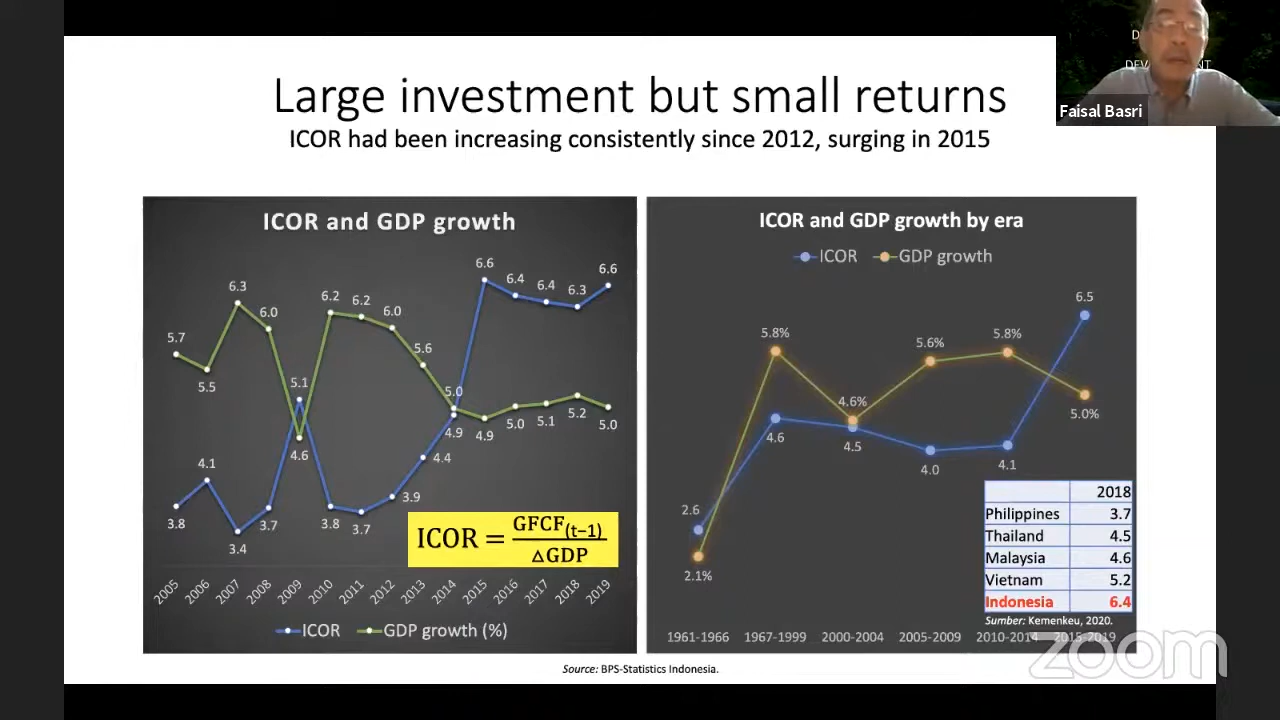 Large investment but small returns
ICOR had been increasing consistently since 2012, surging in 2015
Faisal Basri
ICOR and GDP growth
6.6
6.4
6.4
6.3
6.6
6.3
6.2
6.2
6.0
6.0
5.7
5.6
5.5
5.1
5.0
5.2
5.0
5.1
5.0
4.9
4.9
4.6
4.4
4.1
3.9
3.8
3.7
3.8
3.7
3.4
ICOR = GFCF(t−1)
△GDP
2005 2006 2007 2008 2009 2010 2011 2012 2013 2014 2015 2016 2017 2018 2019
ICOR GDP growth (%)
ICOR and GDP growth by era
ICOR GDP growth
6.5
5.8%
5.6%
5.8%
4.6%
5.0%
4.6
4.5
4.0
4.1
2.6
2.1%
2018
Philippines 3.7
Thailand 4.5
Malaysia 4.6
Vietnam 5.2
Indonesia 6.4
Sumber: Kemenkeu, 2020.
1961-1966 1967-1999 2000-2004 2005-2009 2010-2014 2015-2019
zoom
Source: BPS-Statistics Indonesia.